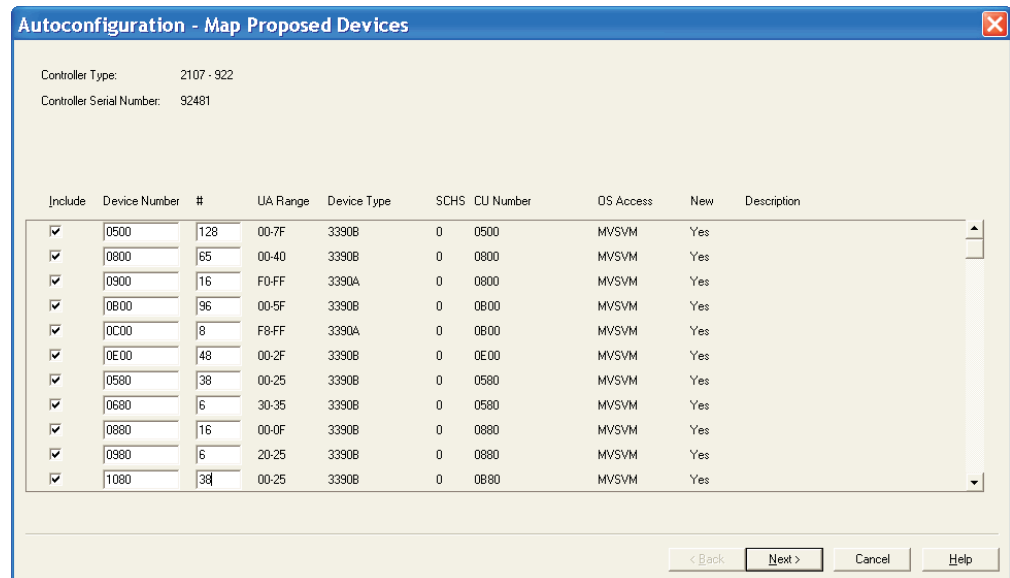 Autoconfiguration - Map Proposed Devices
Controller Type: 2107 - 922
Controller Serial Number: 92481
Include Device Number # UA Range Device Type SCHS CU Number OS Access New Description
0500 128 00-7F 3390B 0 0500 MVSVM Yes
0800 65 00-40 3390B 0 0800 MVSVM Yes
0900 16 F0-FF 3390A 0 0800 MVSVM Yes
0B00 96 00-5F 3390B 0 0B00 MVSVM Yes
0C00 8 F8-FF 3390A 0 0B00 MVSVM Yes
0E00 48 00-2F 3390B 0 0E00 MVSVM Yes
0580 38 00-25 3390B 0 0580 MVSVM Yes
0680 6 30-35 3390B 0 0580 MVSVM Yes
0880 16 00-0F 3390B 0 0880 MVSVM Yes
0980 6 20-25 3390B 0 0880 MVSVM Yes
1080 38 00-25 3390B 0 0B80 MVSVM Yes
< Back Next > Cancel Help